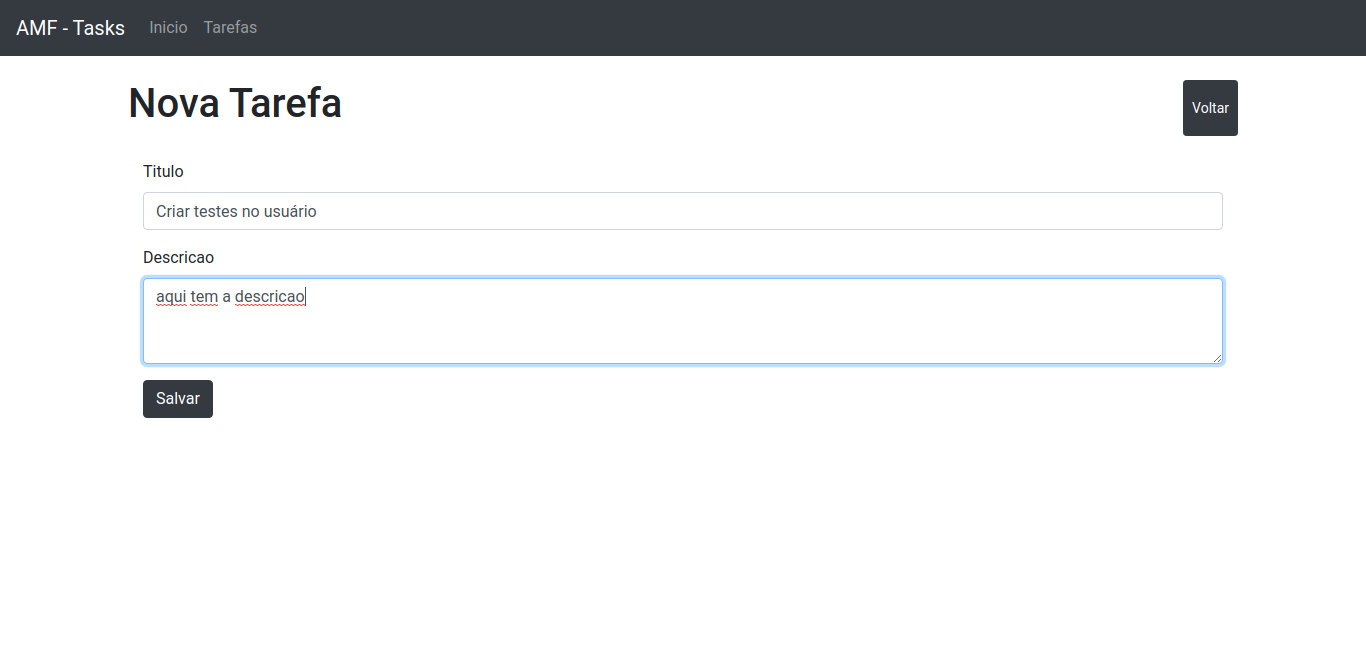 AMF - Tasks Inicio Tarefas
Nova Tarefa
Voltar
Titulo
Criar testes no usuário
Descricao
aqui tem a descricao
Salvar